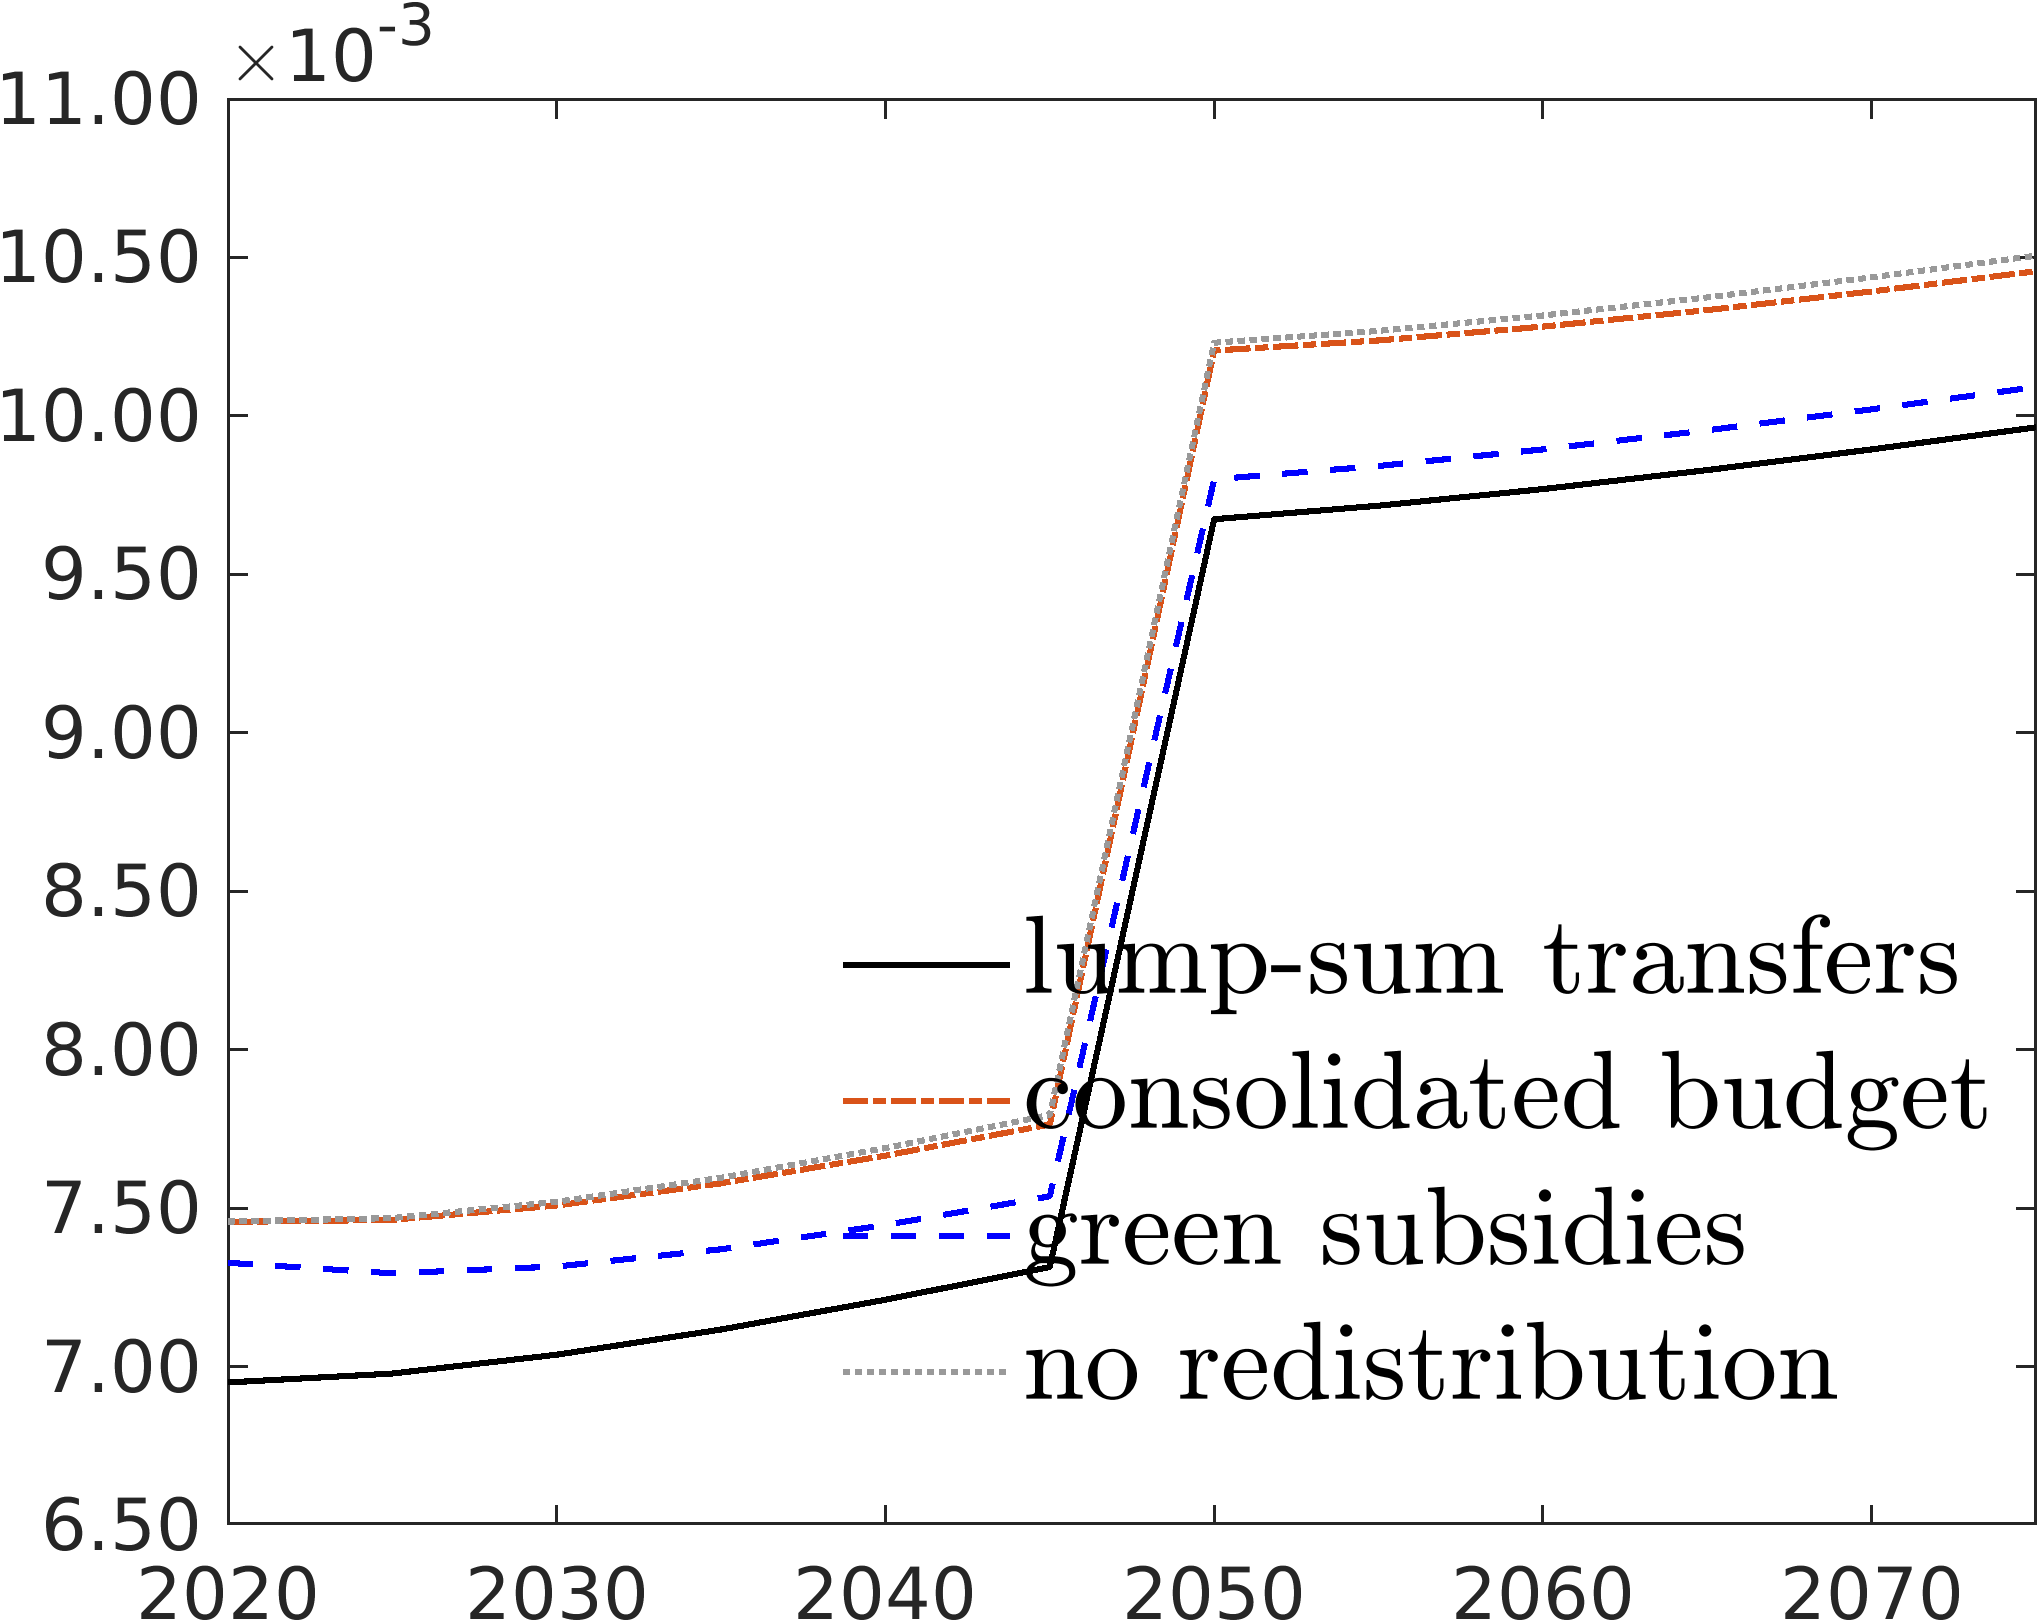 ×10-3
11.00
10.50
10.00
9.50
9.00
8.50
8.00
7.50
7.00
6.50
lump-sum transfers
consolidated budget
green subsidies
no redistribution
2020 2030 2040 2050 2060 2070